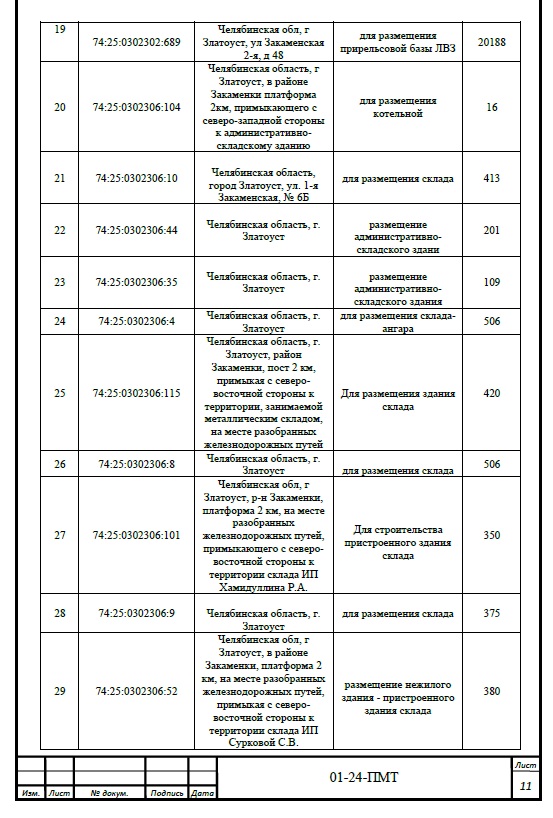 19
74:25:0302302:689
Челябинская обл, г
Златоуст, ул Закаменская
2-я, д 48
для размещения
прирельсовой базы ЛВЗ
20188
20
74:25:0302306:104
Челябинская область, г
Златоуст, в районе
Закаменки платформа
2км, примыкающего с
северо-западной стороны
к административно-
складскому зданию
для размещения
котельной
16
21
74:25:0302306:10
Челябинская область,
город Златоуст, ул. 1-я
Закаменская, № 6Б
для размещения склада
413
22
74:25:0302306:44
Челябинская область, г.
Златоуст
размещение
административно-
складского здани
201
23
74:25:0302306:35
Челябинская область, г.
Златоуст
размещение
административно-
складского здания
109
24
74:25:0302306:4
Челябинская область, г.
Златоуст
для размещения склада-
ангара
506
25
74:25:0302306:115
Челябинская область, г.
Златоуст, район
Закаменки, пост 2 км,
примыкая с северо-
восточной стороны к
территории, занимаемой
металлическим складом,
на месте разобранных
железнодорожных путей
Для размещения здания
склада
420
26
74:25:0302306:8
Челябинская область, г.
Златоуст
для размещения склада
506
27
74:25:0302306:101
Челябинская обл, г
Златоуст, р-н Закаменки,
платформа 2 км, на месте
разобранных
железнодорожных путей,
примыкающего с северо-
восточной стороны к
территории склада ИП
Хамидуллина Р.А.
Для строительства
пристроенного здания
склада
350
28
74:25:0302306:9
Челябинская область, г.
Златоуст
для размещения склада
375
29
74:25:0302306:52
Челябинская обл, г
Златоуст, в районе
Закаменки, платформа 2
км, на месте разобранных
железнодорожных путей,
примыкая с северо-
восточной стороны к
территории склада ИП
Сурковой С.В.
размещение нежилого
здания - пристроенного
здания склада
380
Изм. Лист № докум. Подпись Дата
01-24-ПМТ
Лист
11